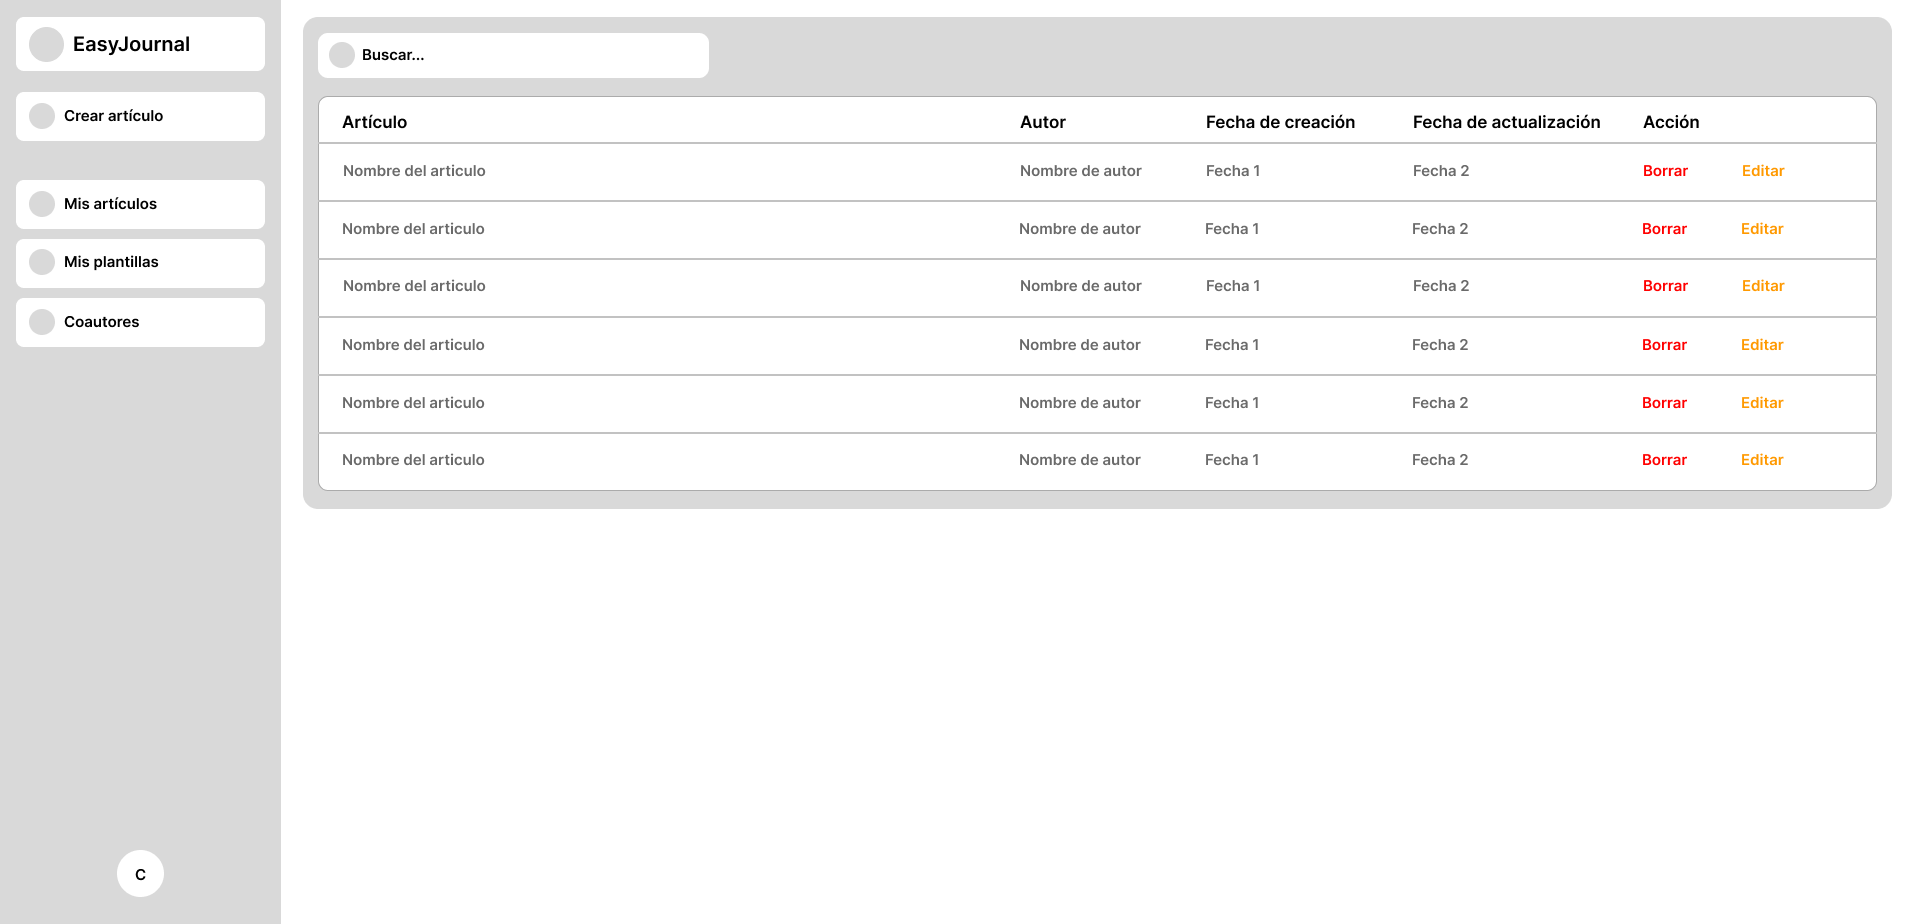 EasyJournal
Crear artículo
Mis artículos
Mis plantillas
Coautores
C
Buscar...
Artículo Autor Fecha de creación Fecha de actualización Acción
Nombre del articulo Nombre de autor Fecha 1 Fecha 2 Borrar Editar
Nombre del articulo Nombre de autor Fecha 1 Fecha 2 Borrar Editar
Nombre del articulo Nombre de autor Fecha 1 Fecha 2 Borrar Editar
Nombre del articulo Nombre de autor Fecha 1 Fecha 2 Borrar Editar
Nombre del articulo Nombre de autor Fecha 1 Fecha 2 Borrar Editar
Nombre del articulo Nombre de autor Fecha 1 Fecha 2 Borrar Editar